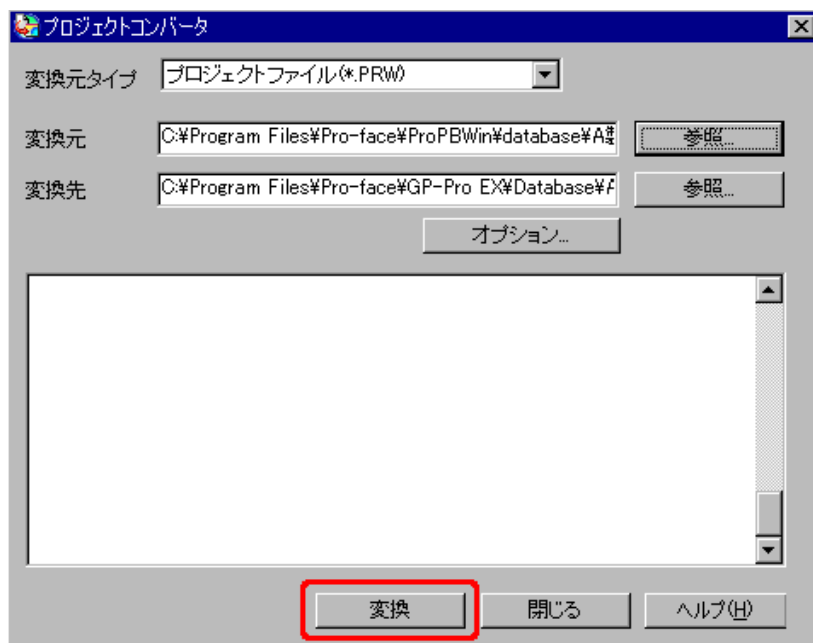 プロジェクトコンバータ
変換元タイプ プロジェクトファイル(*.PRW)
変換元 C:¥Program Files¥Pro-face¥ProPBWin¥database¥A 参照...
変換先 C:¥Program Files¥Pro-face¥GP-Pro EX¥Database¥ 参照...
オプション...
変換 閉じる ヘルプ(H)